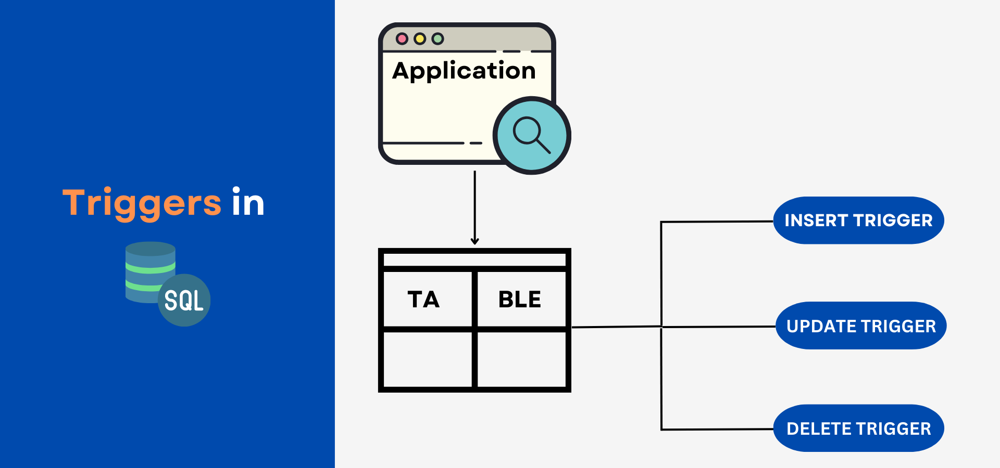 Triggers in
SQL
Application
TA
BLE
INSERT TRIGGER
UPDATE TRIGGER
DELETE TRIGGER